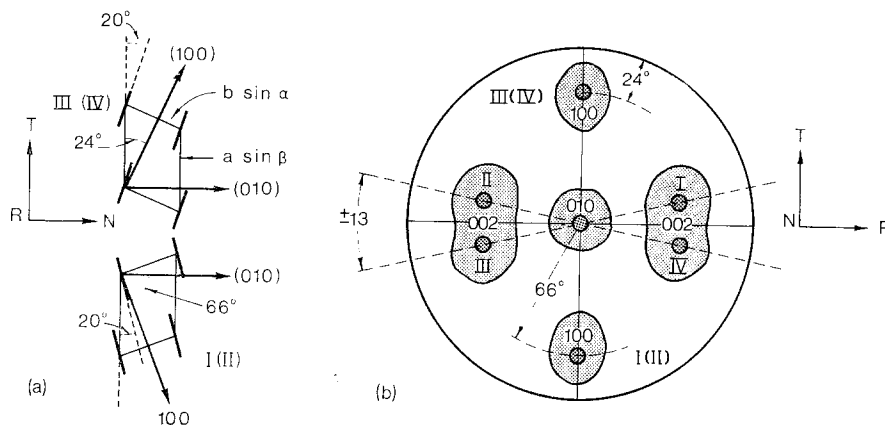 (a)
20°
(100)
III (IV)
b sin α
T
24°
a sin β
(010)
R
N
(010)
66°
20°
I (II)
100
(b)
III (IV)
24°
100
T
±13
II
010
I
002
002
N
R
III
IV
66°
100
I (II)